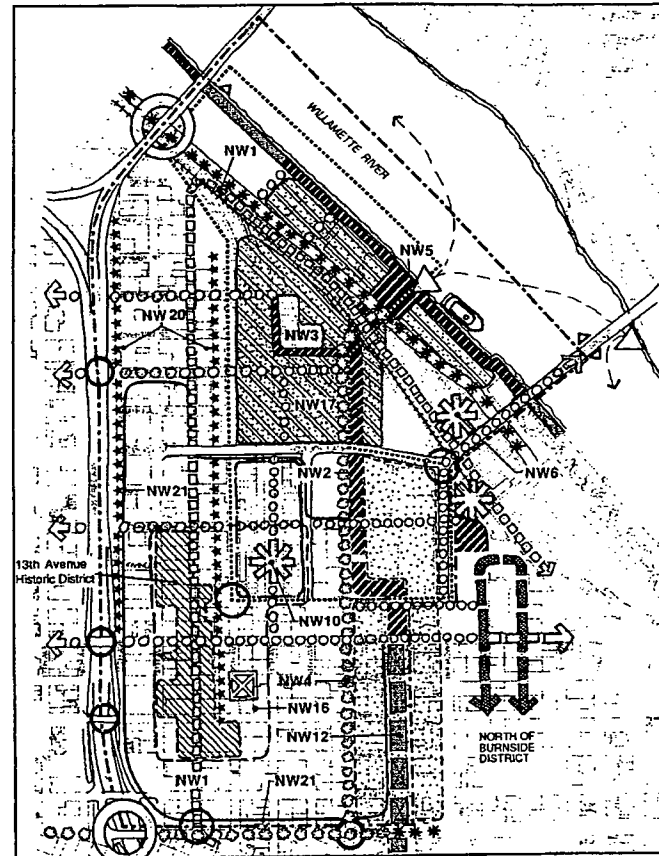 WILLAMETTE RIVER
NW1
NW5
NW20
NW3
NW17
NW6
NW21
NW2
13th Avenue
Historic District
NW10
NW4
NW16
NW12
NORTH OF
BURNSIDE
DISTRICT
NW1
NW21